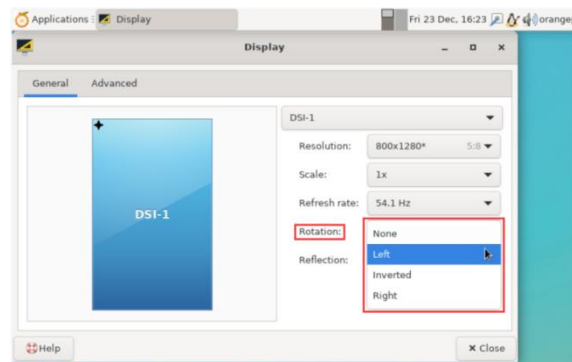 Applications Display Fri 23 Dec, 16:23 orange
Display
General Advanced
DSI-1
Resolution: 800x1280* 5:8
Scale: 1x
Refresh rate: 54.1 Hz
DSI-1
Rotation: None
Left
Reflection:
Inverted
Right
Help Close